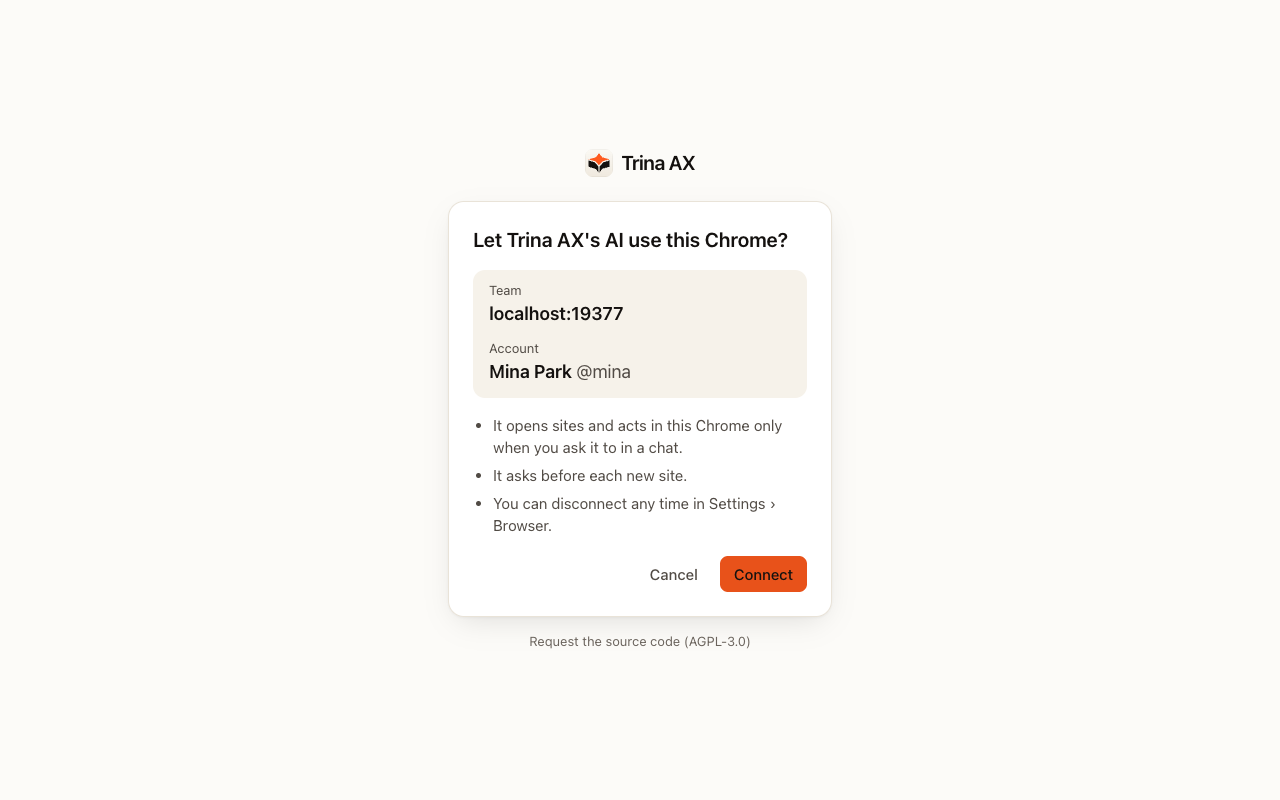 Trina AX
Let Trina AX's AI use this Chrome?
Team
localhost:19377
Account
Mina Park @mina
• It opens sites and acts in this Chrome only
when you ask it to in a chat.
• It asks before each new site.
• You can disconnect any time in Settings ›
Browser.
Cancel
Connect
Request the source code (AGPL-3.0)